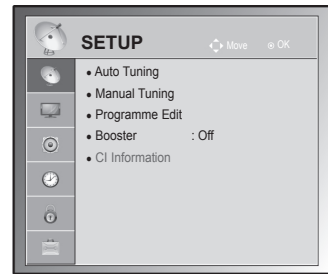 SETUP Move OK
• Auto Tuning
• Manual Tuning
• Programme Edit
• Booster : Off
• CI Information